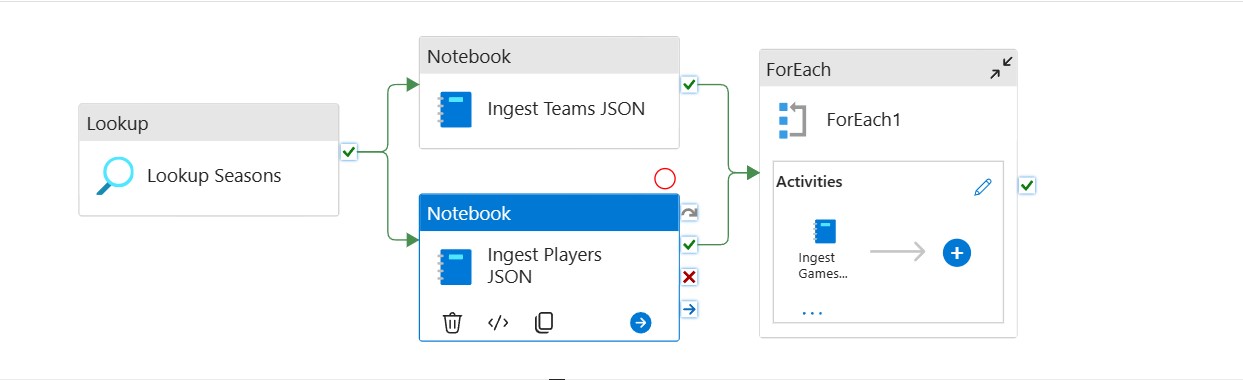 Lookup
Lookup Seasons
Notebook
Ingest Teams JSON
Notebook
Ingest Players
JSON
</>
ForEach
ForEach1
Activities
Ingest
Games...
...